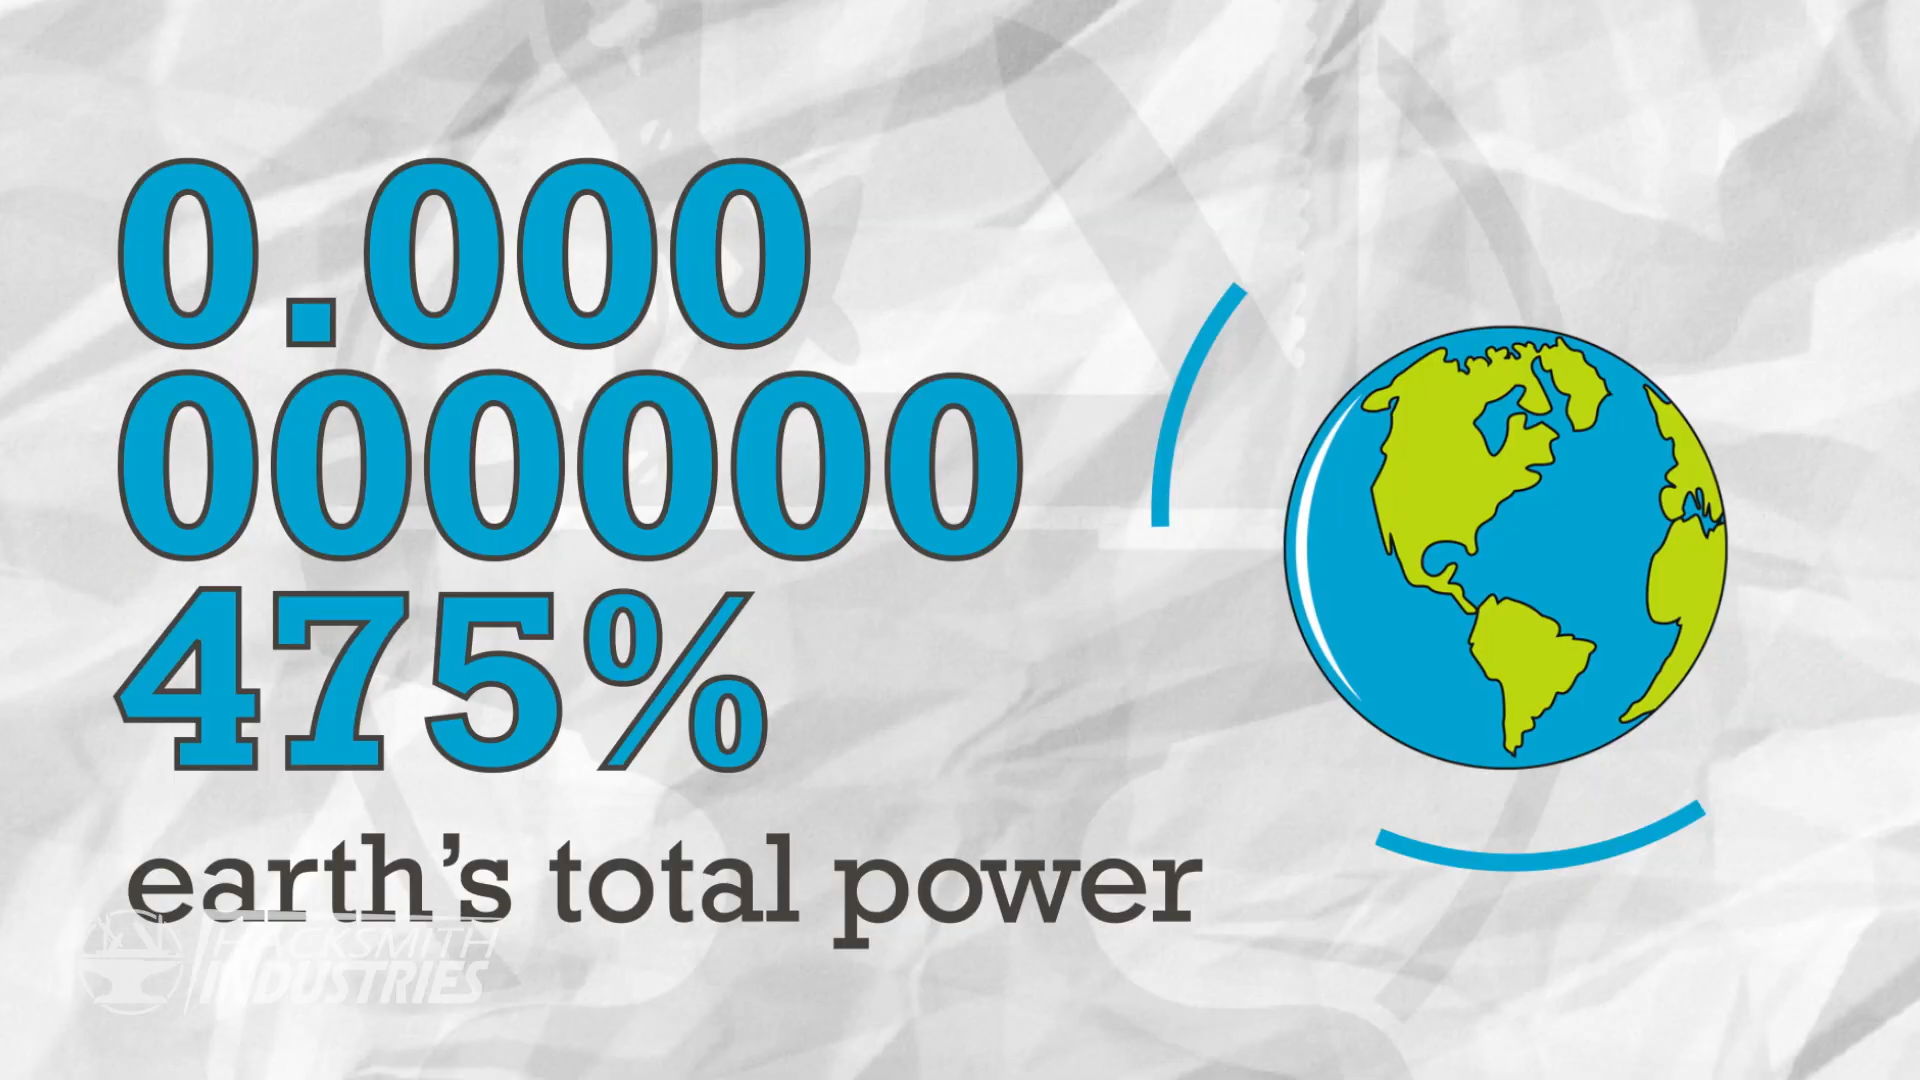 0.000
000000
475%
earth's total power
HACKSMITH
INDUSTRIES